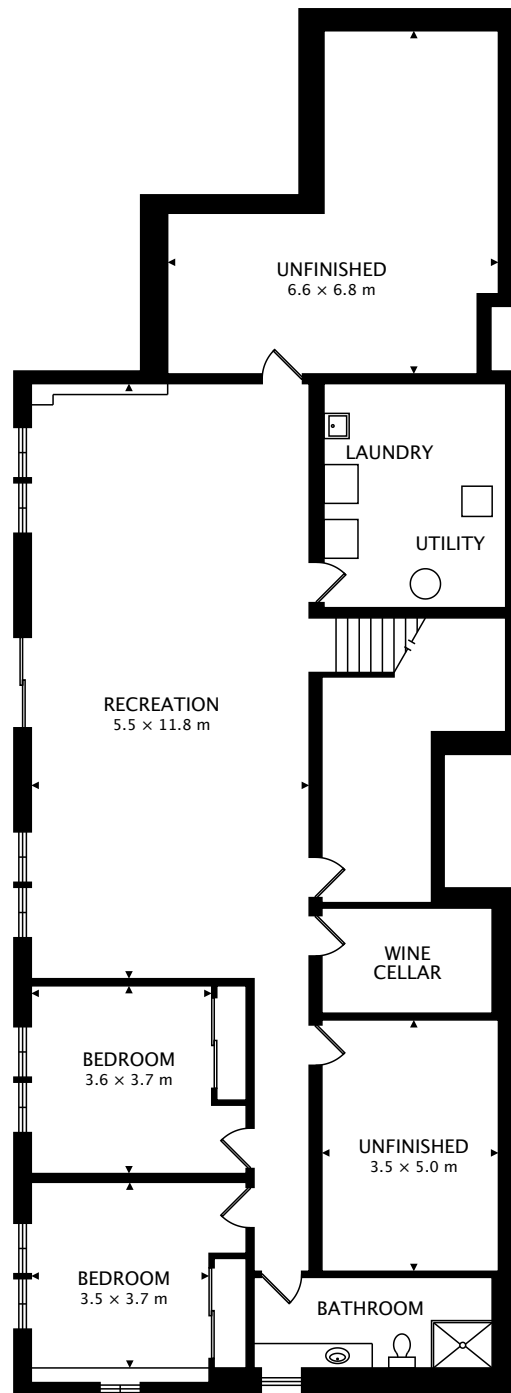 UNFINISHED
6.6 × 6.8 m
LAUNDRY
UTILITY
RECREATION
5.5 × 11.8 m
WINE
CELLAR
BEDROOM
3.6 × 3.7 m
UNFINISHED
3.5 × 5.0 m
BEDROOM
3.5 × 3.7 m
BATHROOM